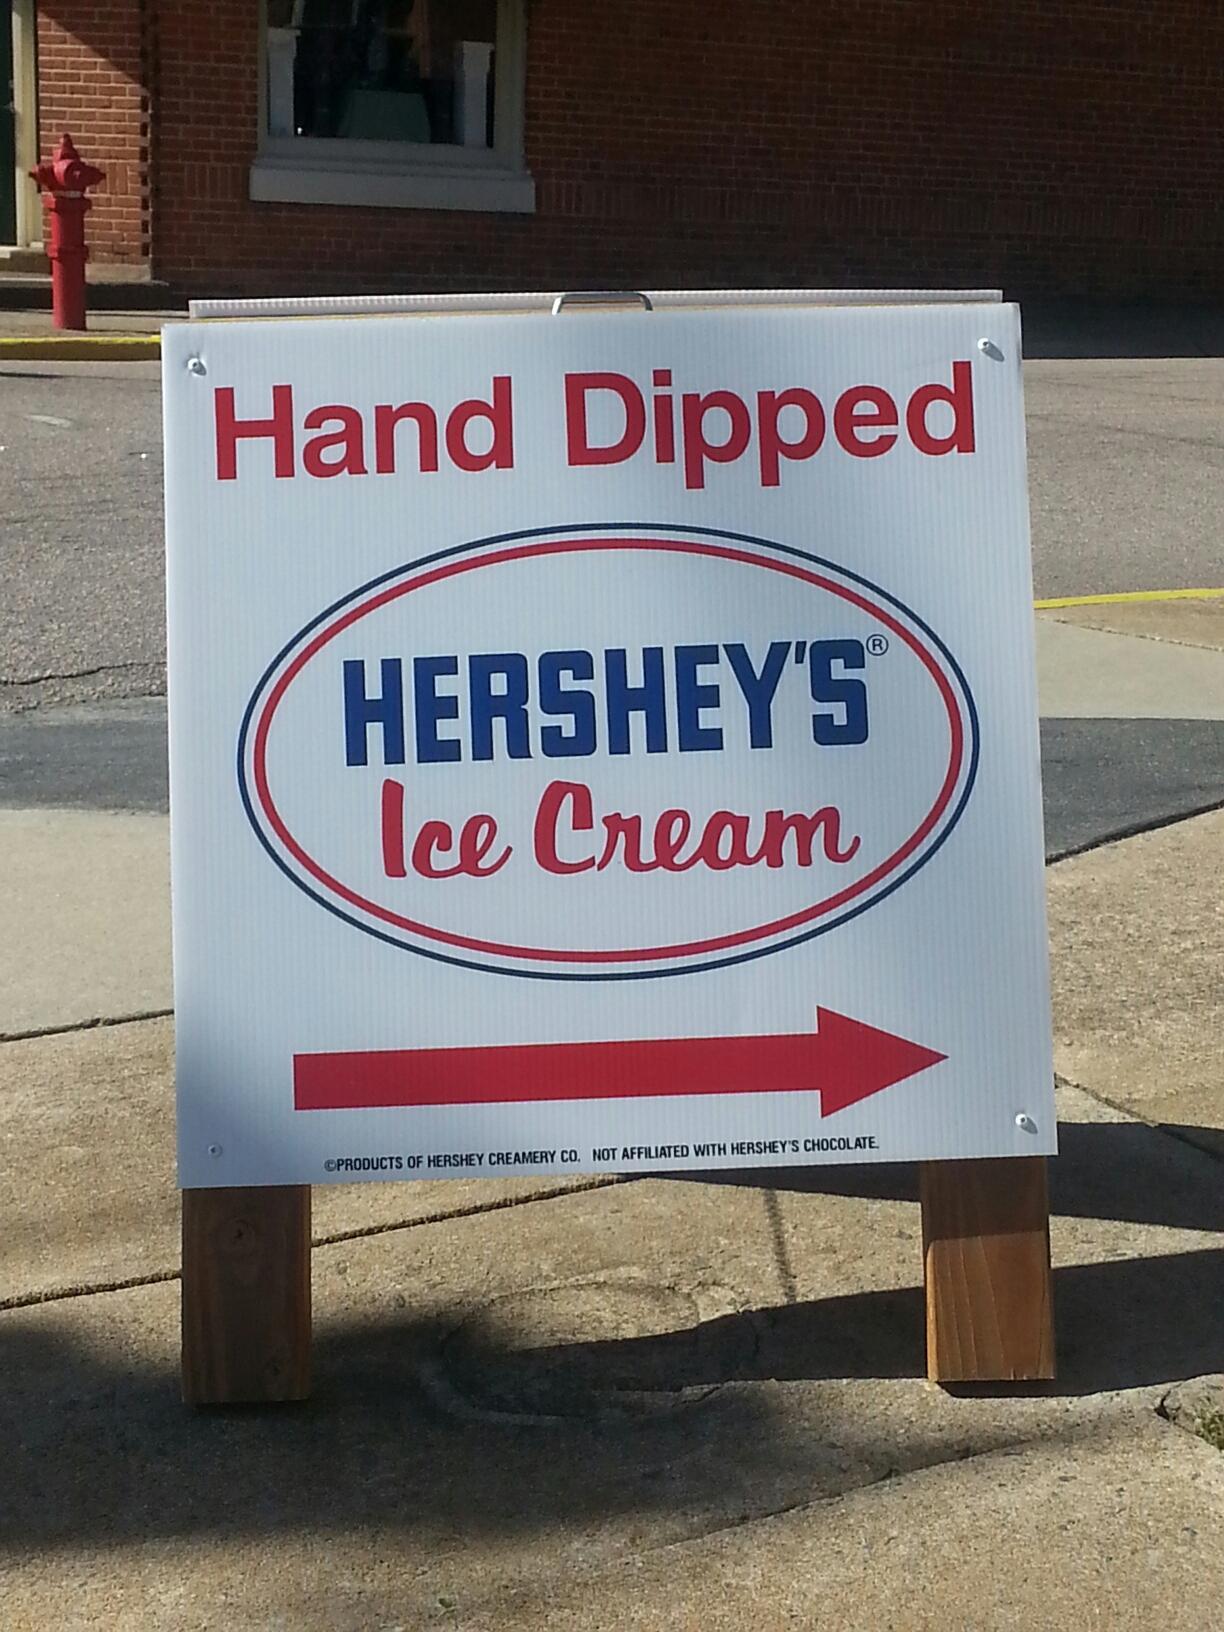 Hand Dipped
HERSHEY'S®
Ice Cream
©PRODUCTS OF HERSHEY CREAMERY CO. NOT AFFILIATED WITH HERSHEY'S CHOCOLATE.